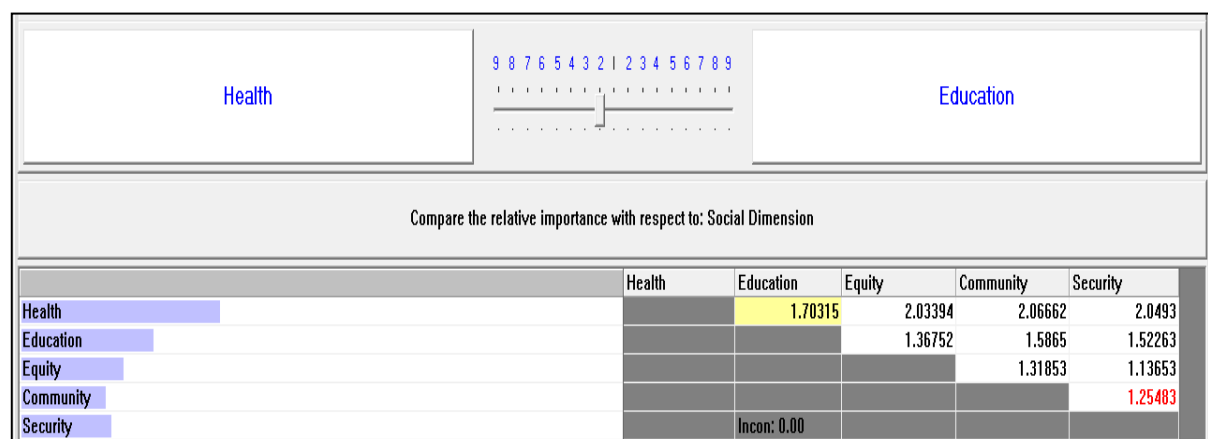 9 8 7 6 5 4 3 2 | 2 3 4 5 6 7 8 9
Health Education
Compare the relative importance with respect to: Social Dimension
Health Education Equity Community Security
Health 1.70315 2.03394 2.06662 2.0493
Education 1.36752 1.5865 1.52263
Equity 1.31853 1.13653
Community 1.25483
Security Incon: 0.00